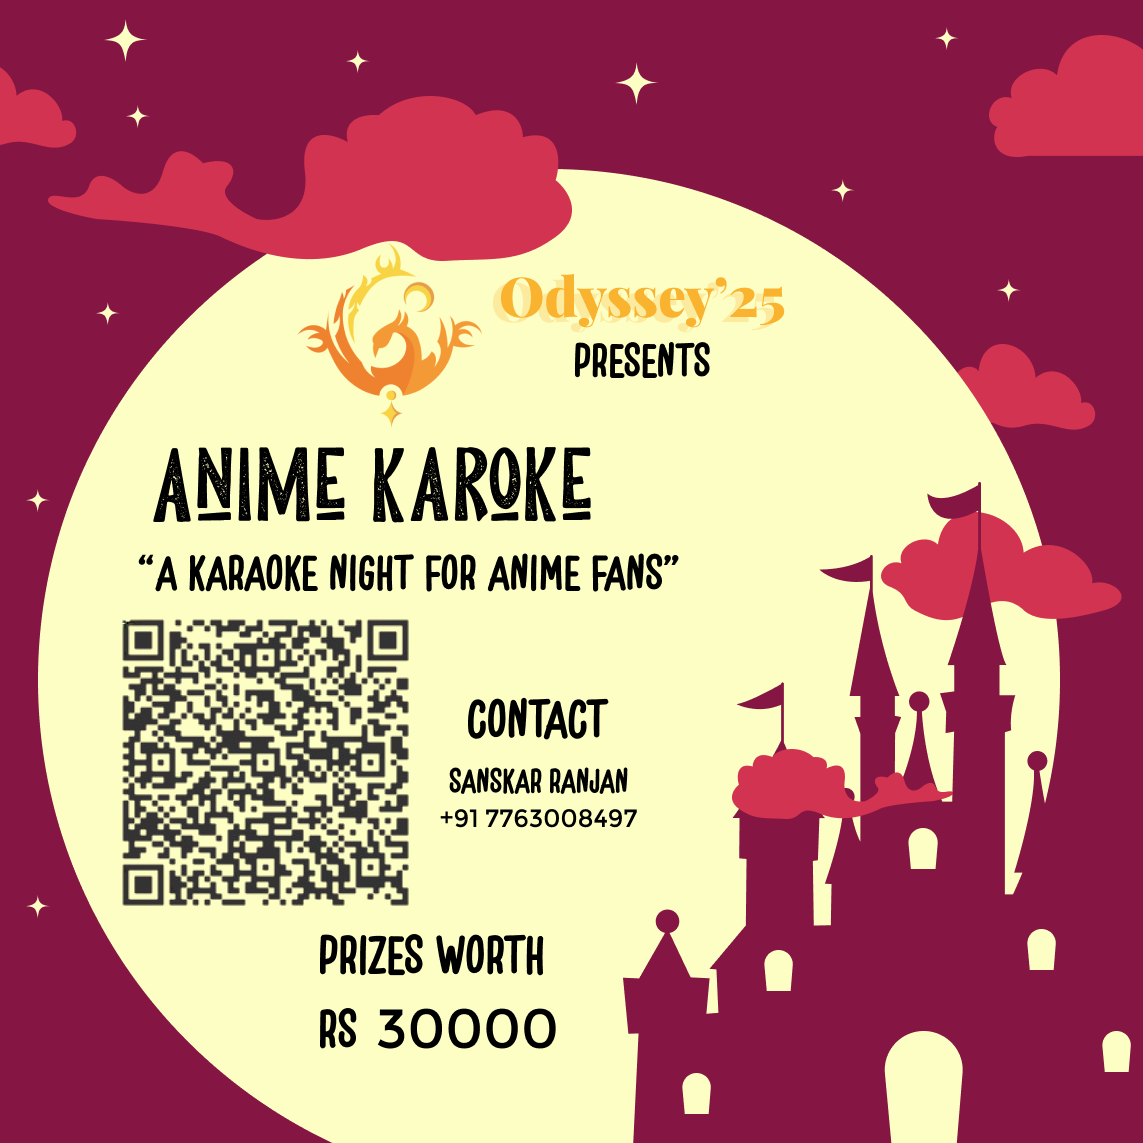 Odyssey'25
PRESENTS
ANIME KAROKE
“A KARAOKE NIGHT FOR ANIME FANS”
CONTACT
SANSKAR RANJAN
+91 7763008497
PRIZES WORTH
RS 30000